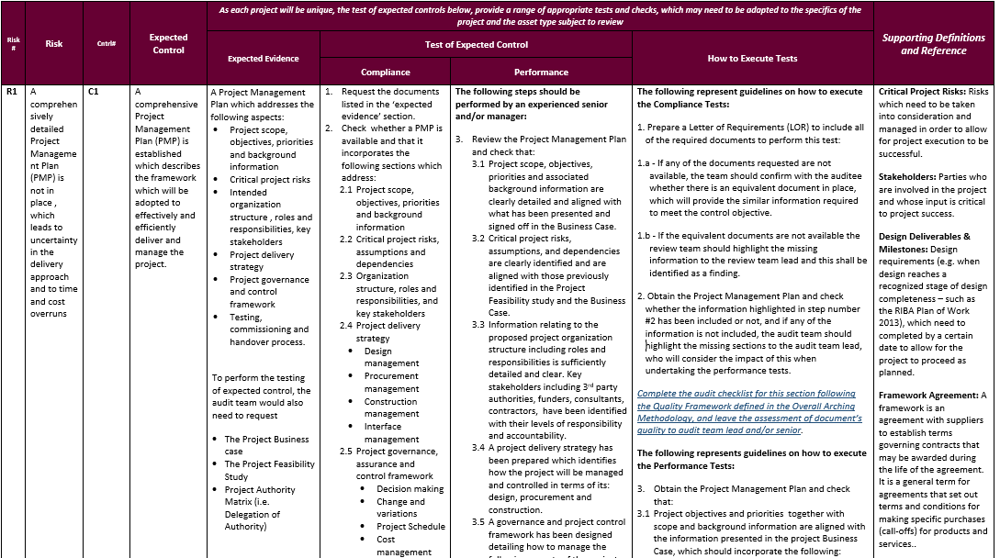 As each project will be unique, the test of expected controls below, provide a range of appropriate tests and checks, which may need to be adapted to the specifics of the
project and the asset type subject to review
Risk
#
Risk
Cntrl#
Expected
Control
Expected Evidence
Test of Expected Control
Compliance
Performance
How to Execute Tests
Supporting Definitions
and Reference
R1
A
comprehen
sively
detailed
Project
Manageme
nt Plan
(PMP) is
not in
place ,
which
leads to
uncertainty
in the
delivery
approach
and to time
and cost
overruns
C1
A
comprehensive
Project
Management
Plan (PMP) is
established
which describes
the framework
which will be
adopted to
effectively and
efficiently
deliver and
manage the
project.
A Project Management
Plan which addresses the
following aspects:
• Project scope,
objectives, priorities
and background
information
• Critical project risks
• Intended
organization
structure , roles and
responsibilities, key
stakeholders
• Project delivery
strategy
• Project governance
and control
framework
• Testing,
commissioning and
handover process.
To perform the testing
of expected control, the
audit team would also
need to request
• The Project Business
case
• The Project Feasibility
Study
• Project Authority
Matrix (i.e.
Delegation of
Authority)
1. Request the documents
listed in the ‘expected
evidence’ section.
2. Check whether a PMP is
available and that it
incorporates the
following sections which
address:
2.1 Project scope,
objectives, priorities
and background
information
2.2 Critical project risks,
assumptions and
dependencies
2.3 Organization
structure, roles and
responsibilities, and
key stakeholders
2.4 Project delivery
strategy
• Design
management
• Procurement
management
• Construction
management
• Interface
management
2.5 Project governance,
assurance and
control framework
• Decision making
• Change and
variations
• Project Schedule
• Cost
management
The following steps should be
performed by an experienced senior
and/or manager:
3. Review the Project Management Plan
and check that:
3.1 Project scope, objectives,
priorities and associated
background information are
clearly detailed and aligned with
what has been presented and
signed off in the Business Case.
3.2 Critical project risks,
assumptions, and dependencies
are clearly identified and are
aligned with those previously
identified in the Project
Feasibility study and the Business
Case.
3.3 Information relating to the
proposed project organization
structure including roles and
responsibilities is sufficiently
detailed and clear. Key
stakeholders including 3rd party
authorities, funders, consultants,
contractors, have been identified
with their levels of responsibility
and accountability.
3.4 A project delivery strategy has
been prepared which identifies
how the project will be managed
and controlled in terms of its:
design, procurement and
construction.
3.5 A governance and project control
framework has been designed
detailing how to manage the
The following represent guidelines on how to execute
the Compliance Tests:
1. Prepare a Letter of Requirements (LOR) to include all
of the required documents to perform this test:
1.a - If any of the documents requested are not
available, the team should confirm with the auditee
whether there is an equivalent document in place,
which will provide the similar information required
to meet the control objective.
1.b - If the equivalent documents are not available the
review team should highlight the missing
information to the review team lead and this shall be
identified as a finding.
2. Obtain the Project Management Plan and check
whether the information highlighted in step number
#2 has been included or not, and if any of the
information is not included, the audit team should
highlight the missing sections to the audit team lead,
who will consider the impact of this when
undertaking the performance tests.
Complete the audit checklist for this section following
the Quality Framework defined in the Overall Arching
Methodology, and leave the assessment of document’s
quality to audit team lead and/or senior.
The following represents guidelines on how to execute
the Performance Tests:
3. Obtain the Project Management Plan and check
that:
3.1 Project objectives and priorities together with
scope and background information are aligned with
the information presented in the project Business
Case, which should incorporate the following:
Critical Project Risks: Risks
which need to be taken
into consideration and
managed in order to allow
for project execution to be
successful.
Stakeholders: Parties who
are involved in the project
and whose input is critical
to project success.
Design Deliverables &
Milestones: Design
requirements (e.g. when
design reaches a
recognized stage of design
completeness – such as
the RIBA Plan of Work
2013), which need to
completed by a certain
date to allow for the
project to proceed as
planned.
Framework Agreement: A
framework is an
agreement with suppliers
to establish terms
governing contracts that
may be awarded during
the life of the agreement.
It is a general term for
agreements that set out
terms and conditions for
making specific purchases
(call-offs) for products and
services..